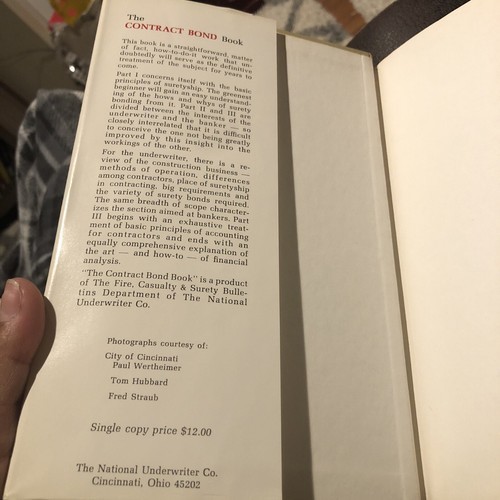 The
CONTRACT BOND Book
This book is a straightforward, matter
of fact, how-to-do-it work that un-
doubtedly will serve as the definitive
treatment of the subject for years to
come.
Part I concerns itself with the basic
principles of suretyship. The greenest
beginner will gain an easy understand-
ing of the hows and whys of surety
bonding from it. Part II and III are
divided between the interests of the
underwriter and the banker — so
closely interrelated that it is difficult
to conceive the one not being greatly
improved by this insight into the
workings of the other.
For the underwriter, there is a re-
view of the construction business —
methods of operation, differences
among contractors, place of suretyship
in contracting, big requirements and
the variety of surety bonds required.
The same breadth of scope character-
izes the section aimed at bankers. Part
III begins with an exhaustive treat-
ment of basic principles of accounting
for contractors and ends with an
equally comprehensive explanation of
the art — and how-to — of financial
analysis.
"The Contract Bond Book" is a product
of The Fire, Casualty & Surety Bulle-
tins Department of The National
Underwriter Co.
Photographs courtesy of:
City of Cincinnati
Paul Wertheimer
Tom Hubbard
Fred Straub
Single copy price $12.00
The National Underwriter Co.
Cincinnati, Ohio 45202